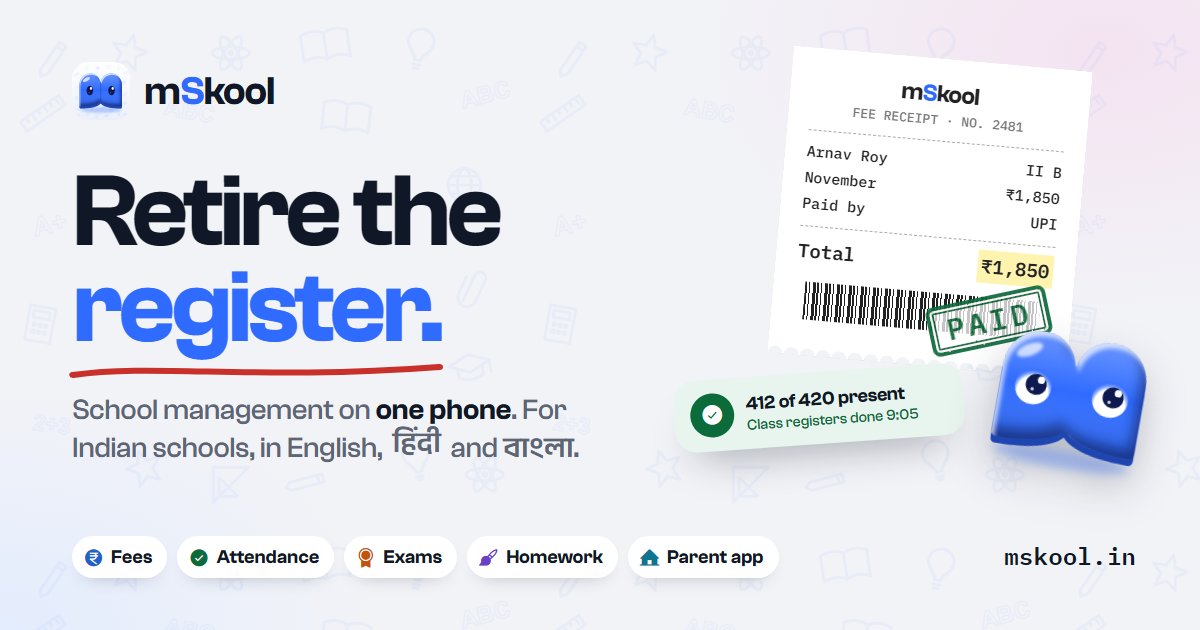 mSkool
Retire the
register.
School management on one phone. For
Indian schools, in English, हिंदी and বাংলা.
Fees
Attendance
Exams
Homework
Parent app
mSkool
FEE RECEIPT · NO. 2481
Arnav Roy II B
November ₹1,850
Paid by UPI
Total ₹1,850
PAID
412 of 420 present
Class registers done 9:05
mskool.in